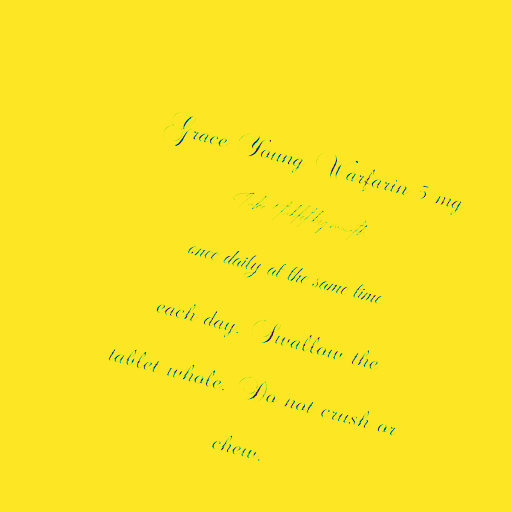 Grace Young Warfarin 5 mg
once daily at the same time
each day. Swallow the
tablet whole. Do not crush or
chew.